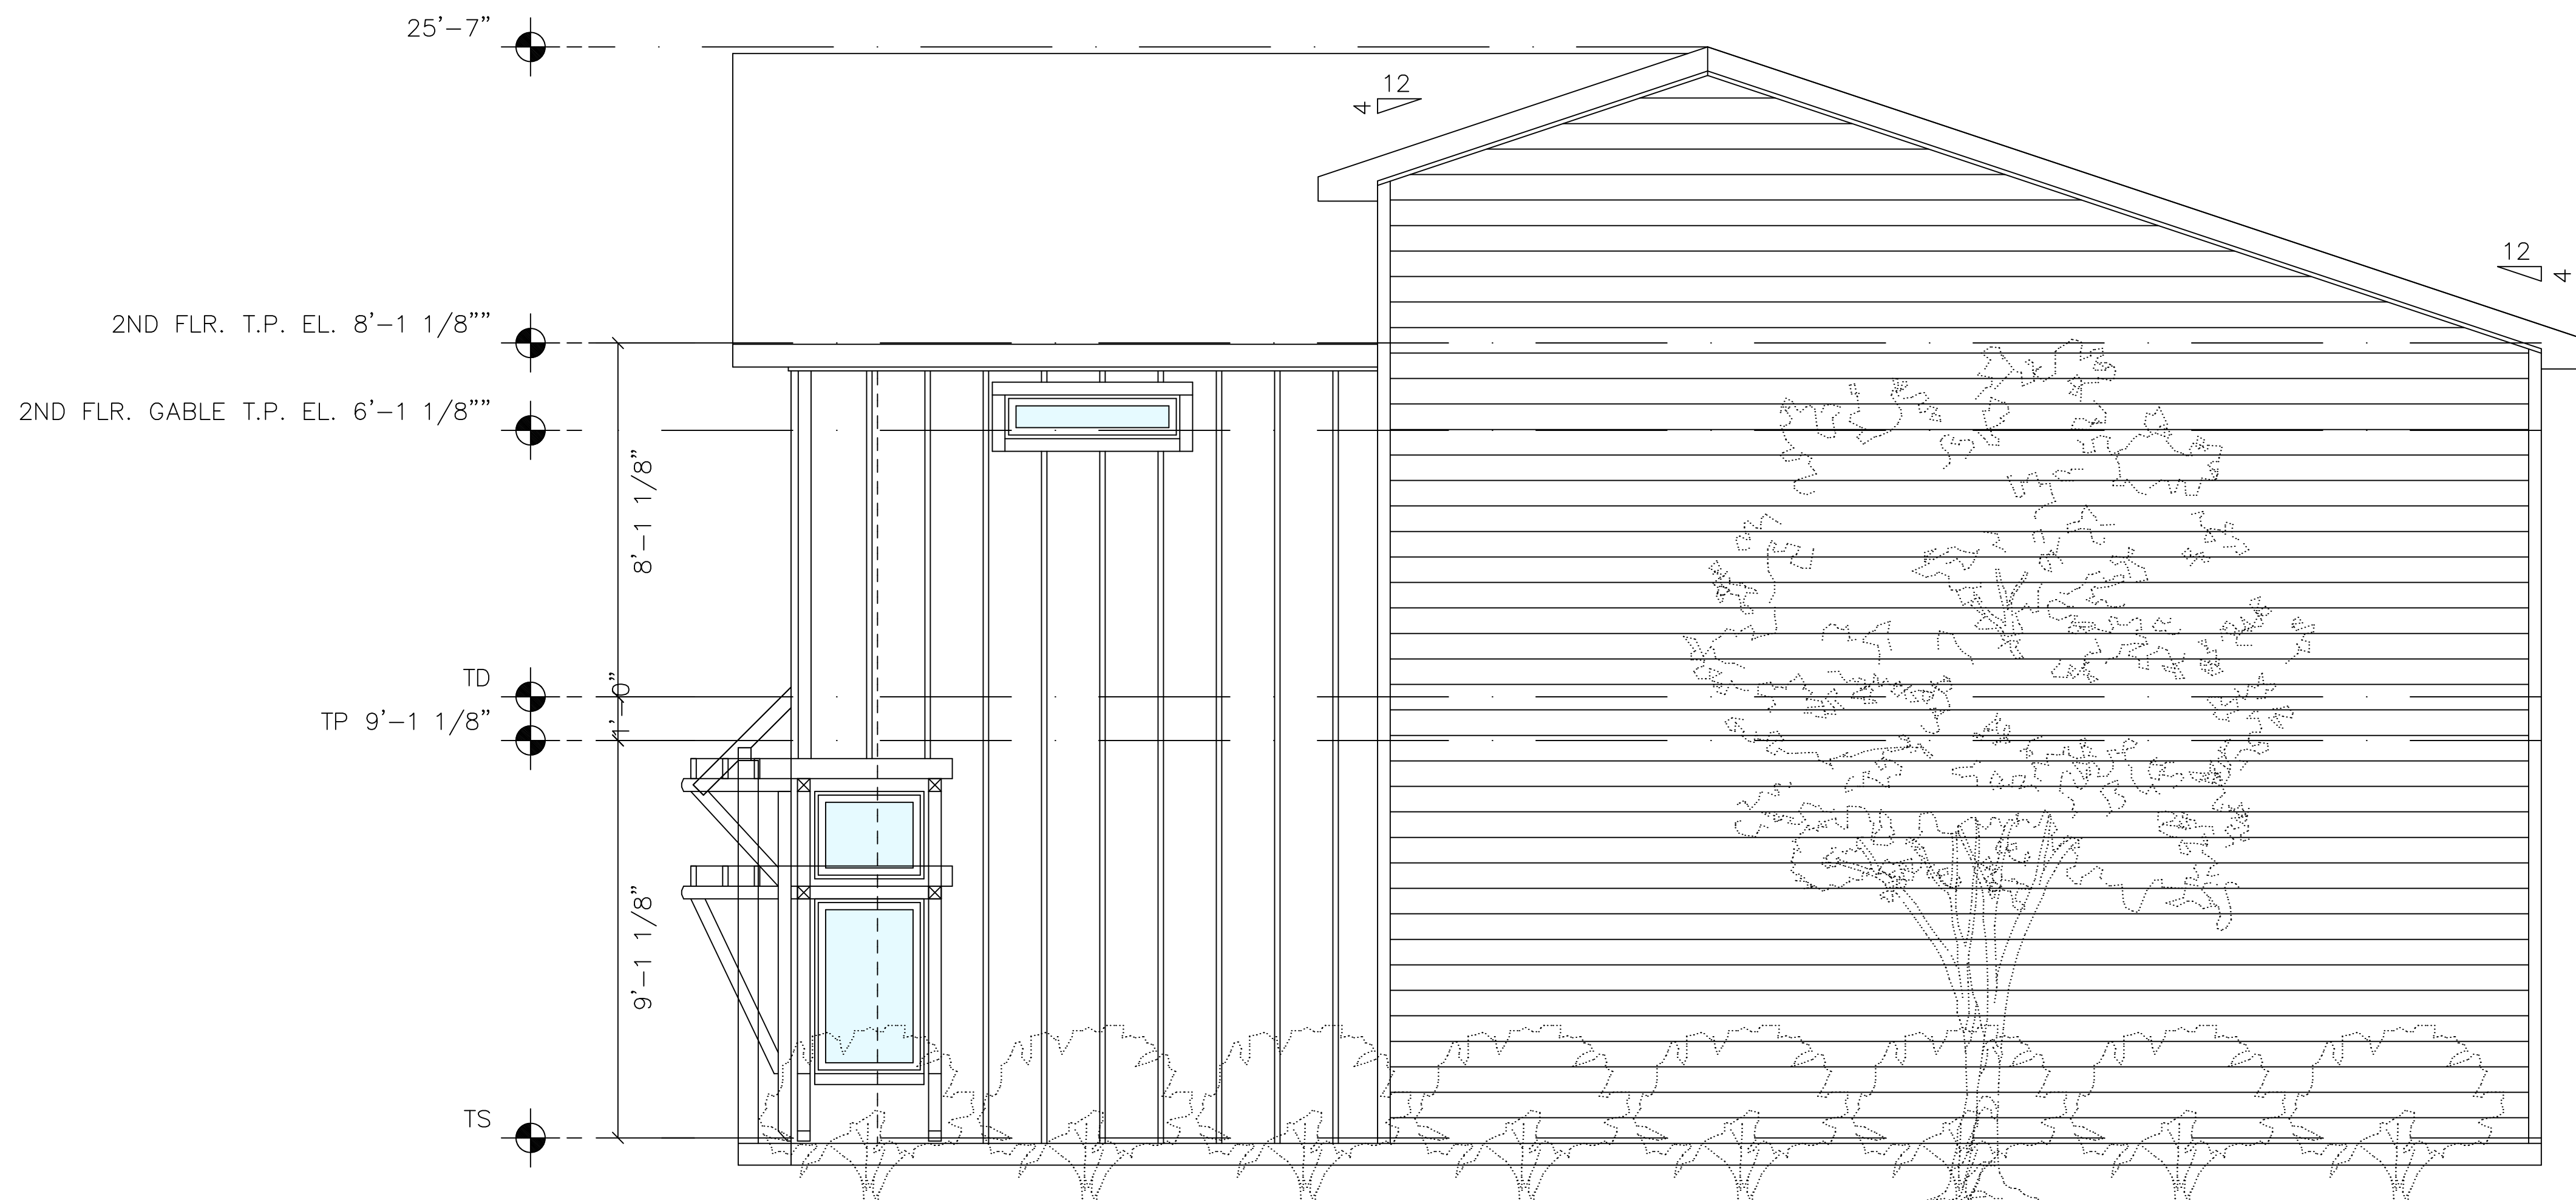 25'-7"
12
4
12
4
2ND FLR. T.P. EL. 8'-1 1/8""
2ND FLR. GABLE T.P. EL. 6'-1 1/8""
8'-1 1/8"
TD
1'-0"
TP 9'-1 1/8"
9'-1 1/8"
TS